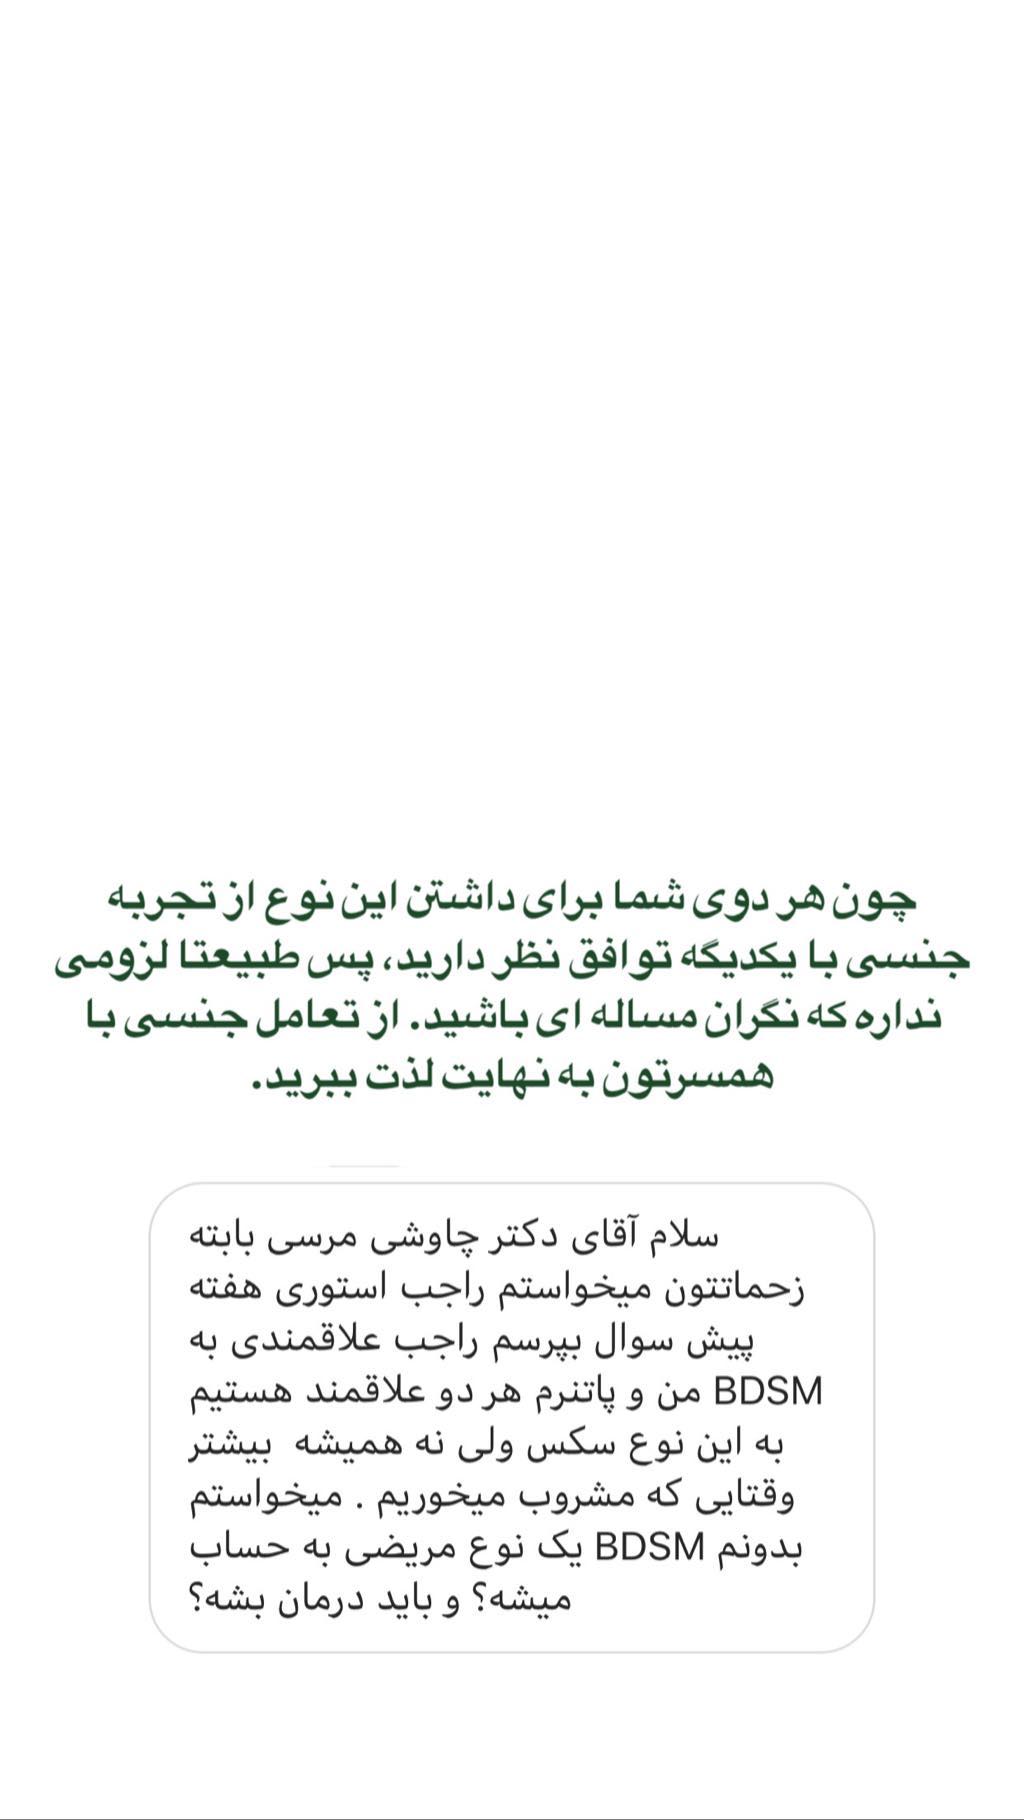 چون هر دوی شما برای داشتن این نوع از تجربه
جنسی با یکدیگه توافق نظر دارید، پس طبیعتا لزومی
نداره که نگران مساله ای باشید. از تعامل جنسی با
همسرتون به نهایت لذت ببرید.
سلام آقای دکتر چاوشی مرسی بابته
زحماتتون میخواستم راجب استوری هفته
پیش سوال بپرسم راجب علاقمندی به
BDSM من و پاتنرم هر دو علاقمند هستیم
به این نوع سکس ولی نه همیشه  بیشتر
وقتایی که مشروب میخوریم . میخواستم
بدونم BDSM یک نوع مریضی به حساب
میشه؟ و باید درمان بشه؟